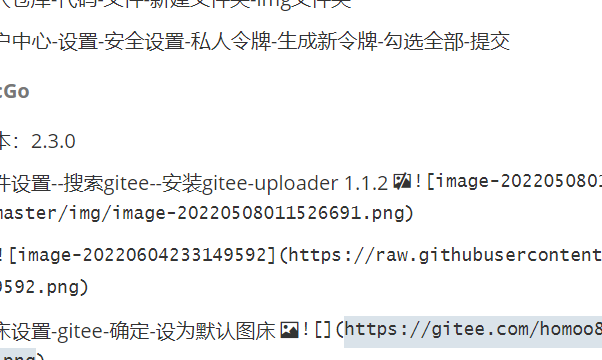 仓库-代码-文件-新建文件夹-img文件夹
户中心-设置-安全设置-私人令牌-生成新令牌-勾选全部-提交
cGo
本：2.3.0
件设置--搜索gitee--安装gitee-uploader 1.1.2 ![image-202205080
master/img/image-20220508011526691.png)
![image-20220604233149592](https://raw.githubusercontent
9592.png)
床设置-gitee-确定-设为默认图床 ![](https://gitee.com/homoo8
.png)